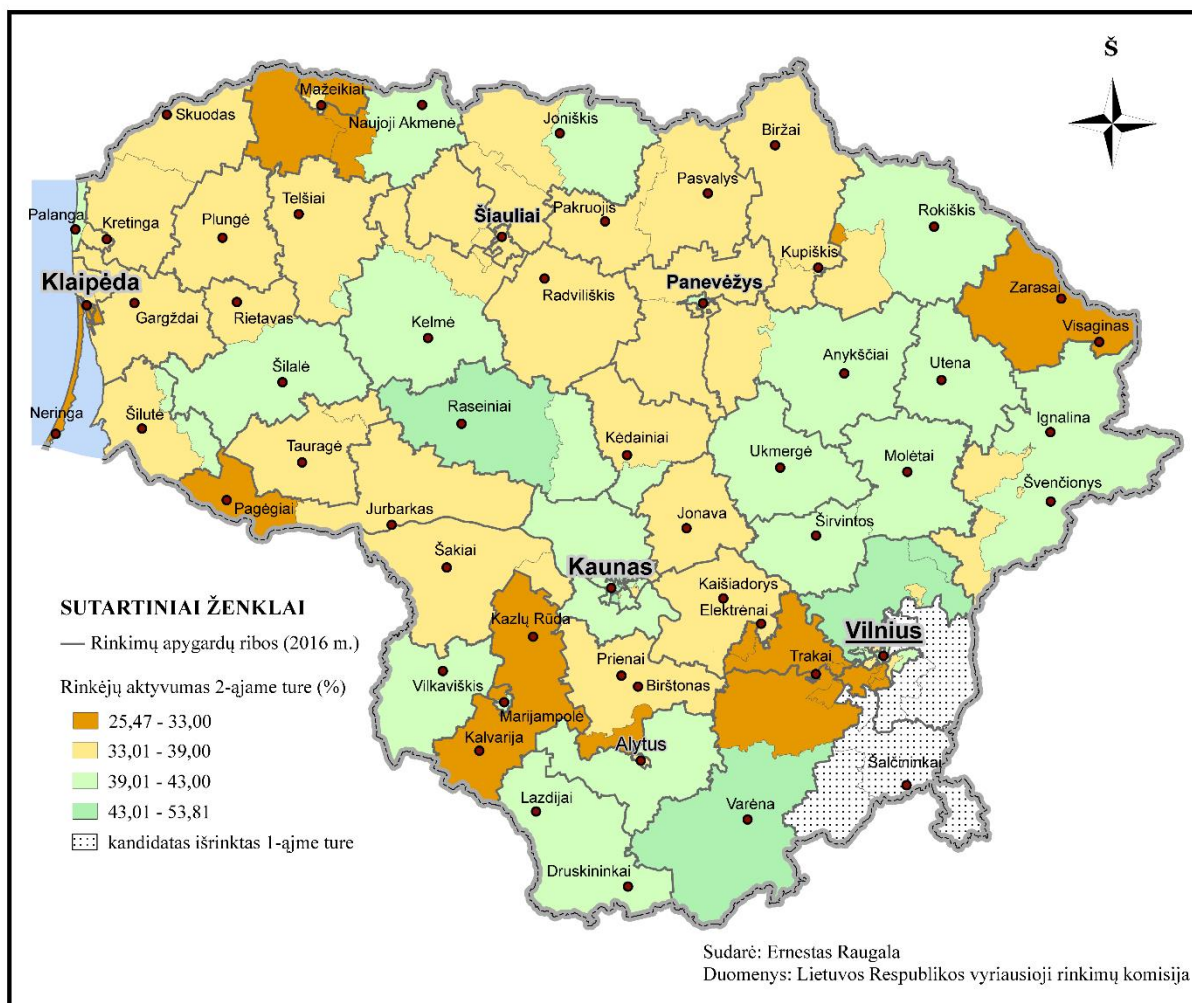 Š
Mažeikiai
Skuodas
Naujoji Akmenė
Joniškis
Biržai
Pasvalys
Palanga
Kretinga
Plungė
Telšiai
Šiauliai
Pakruojis
Rokiškis
Kupiškis
Klaipėda
Gargždai
Rietavas
Radviliškis
Panevėžys
Zarasai
Visaginas
Kelmė
Anykščiai
Utena
Šilalė
Neringa
Šilutė
Raseiniai
Ignalina
Tauragė
Kėdainiai
Ukmergė
Molėtai
Švenčionys
Pagėgiai
Jurbarkas
Jonava
Širvintos
Šakiai
Kaunas
Kaišiadorys
Elektrėnai
Kazlų Rūda
Vilnius
Trakai
Prienai
Birštonas
Vilkaviškis
Marijampolė
Kalvarija
Alytus
Šalčininkai
Lazdijai
Varėna
Druskininkai
SUTARTINIAI ŽENKLAI
Rinkimų apygardų ribos (2016 m.)
Rinkėjų aktyvumas 2-ajame ture (%)
25,47 - 33,00
33,01 - 39,00
39,01 - 43,00
43,01 - 53,81
kandidatas išrinktas 1-ajme ture
Sudarė: Ernestas Raugala
Duomenys: Lietuvos Respublikos vyriausioji rinkimų komisija